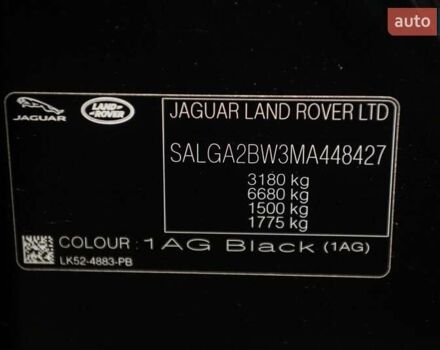 auto
JAGUAR
LAND ROVER
JAGUAR LAND ROVER LTD
SALGA2BW3MA448427
3180 kg
6680 kg
1500 kg
1775 kg
COLOUR: 1AG Black (1AG)
LK52-4883-PB